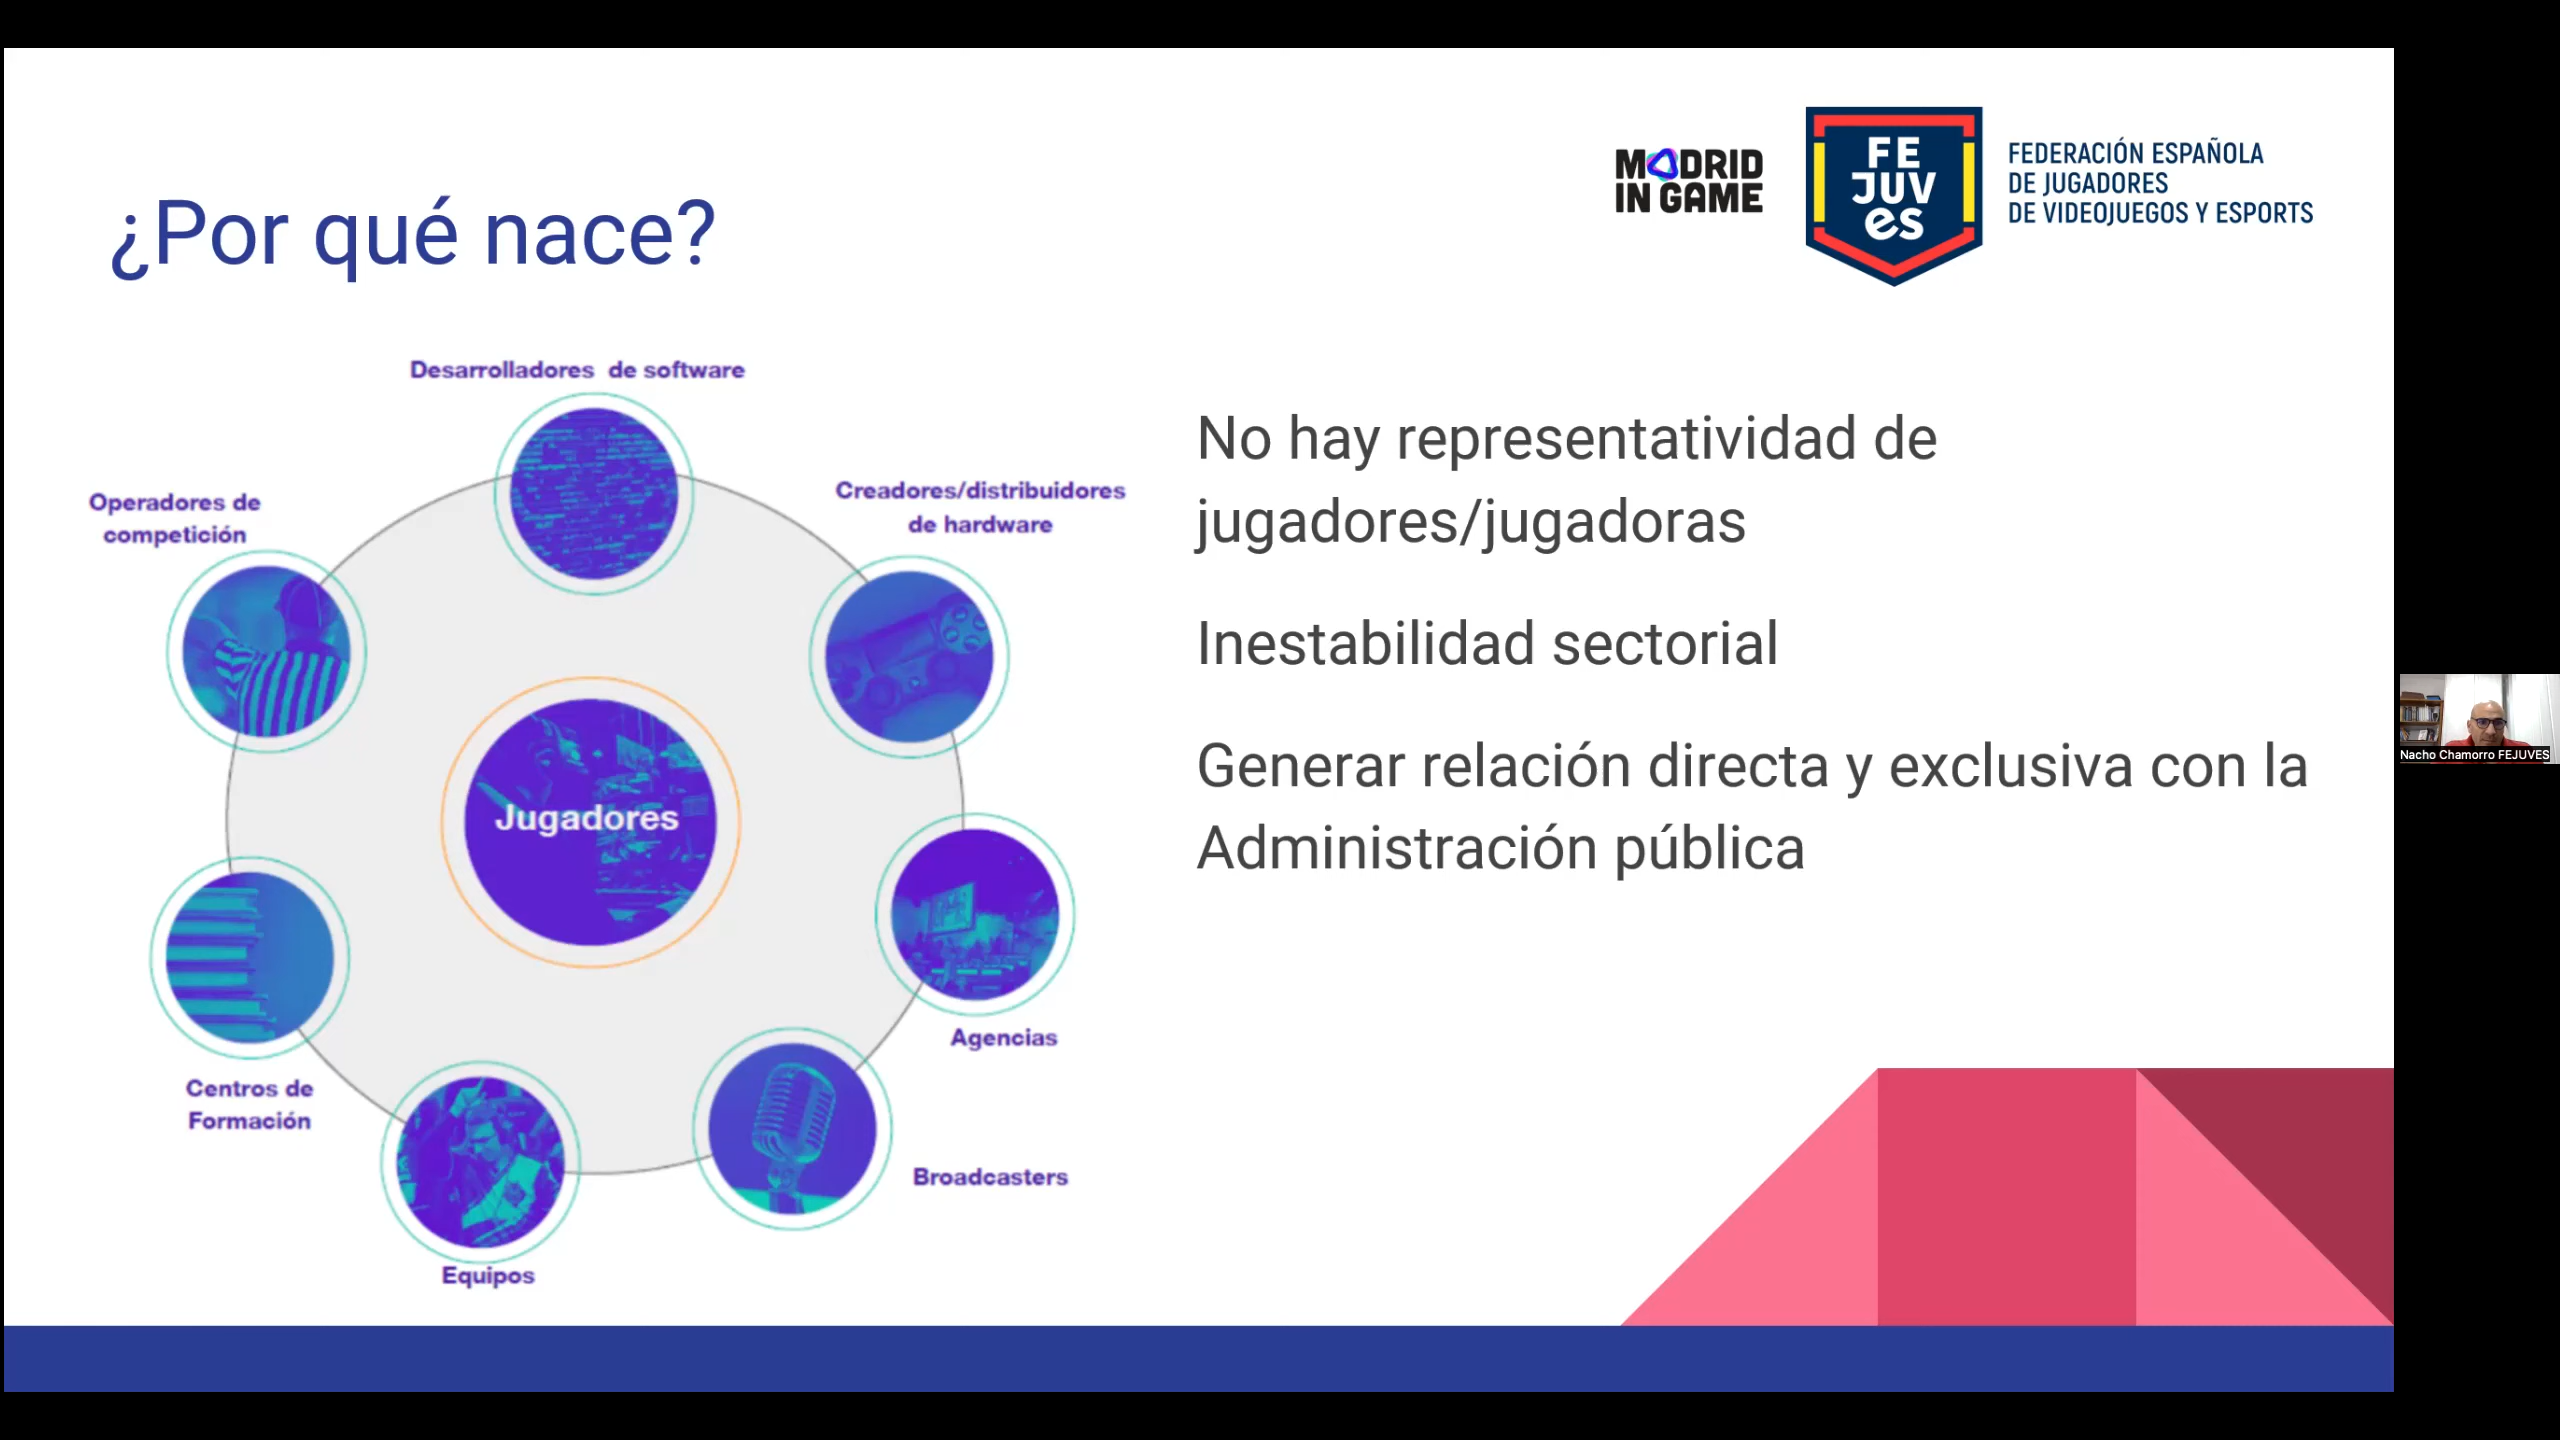 MADRID
IN GAME
FE
JUV
es
FEDERACIÓN ESPAÑOLA
DE JUGADORES
DE VIDEOJUEGOS Y ESPORTS
¿Por qué nace?
Desarrolladores de software
Creadores/distribuidores
de hardware
Operadores de
competición
Jugadores
Agencias
Centros de
Formación
Broadcasters
Equipos
No hay representatividad de
jugadores/jugadoras
Inestabilidad sectorial
Generar relación directa y exclusiva con la
Administración pública
Nacho Chamorro FEJUVES